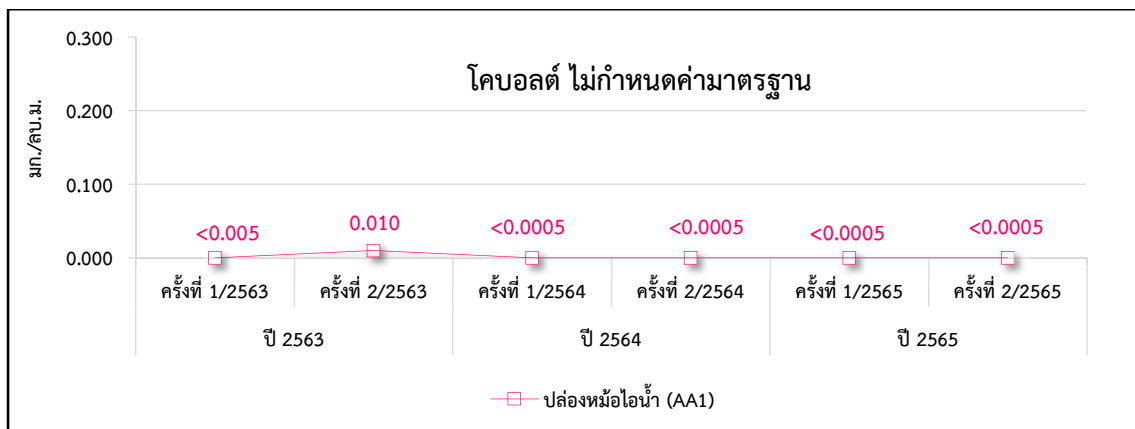 โคบอลต์ ไม่กำหนดค่ามาตรฐาน
มก./ลบ.ม.
0.300
0.200
0.100
0.000
<0.005 0.010 <0.0005 <0.0005 <0.0005 <0.0005
ครั้งที่ 1/2563 ครั้งที่ 2/2563 ครั้งที่ 1/2564 ครั้งที่ 2/2564 ครั้งที่ 1/2565 ครั้งที่ 2/2565
ปี 2563 ปี 2564 ปี 2565
ปล่องหม้อไอน้ำ (AA1)